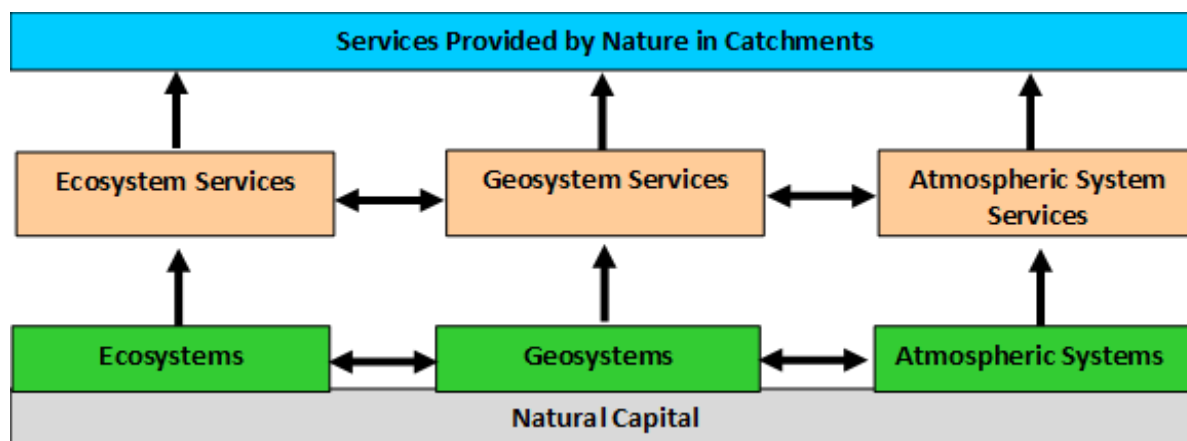 Services Provided by Nature in Catchments
Ecosystem Services
Geosystem Services
Atmospheric System
Services
Ecosystems
Geosystems
Atmospheric Systems
Natural Capital